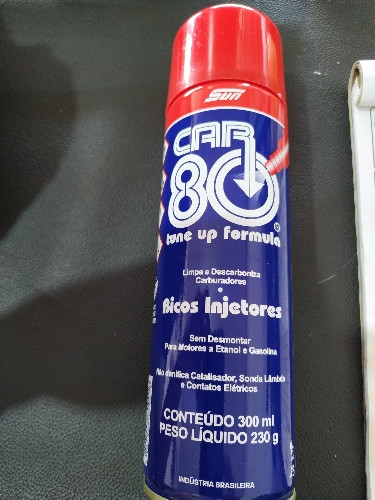 Sun
CAR
80
tune up formula
Limpa e Descarboniza
Carburadores
e
Bicos Injetores
Sem Desmontar
Para Motores a Etanol e Gasolina
Não danifica Catalisador, Sonda Lâmbda
e Contatos Elétricos
CONTEÚDO 300 ml
PESO LÍQUIDO 230 g
INDÚSTRIA BRASILEIRA